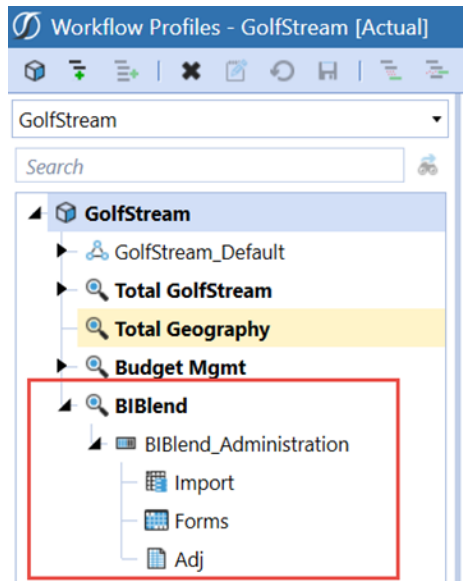 Workflow Profiles - GolfStream [Actual]
GolfStream
Search
GolfStream
GolfStream_Default
Total GolfStream
Total Geography
Budget Mgmt
BIBlend
BIBlend_Administration
Import
Forms
Adj